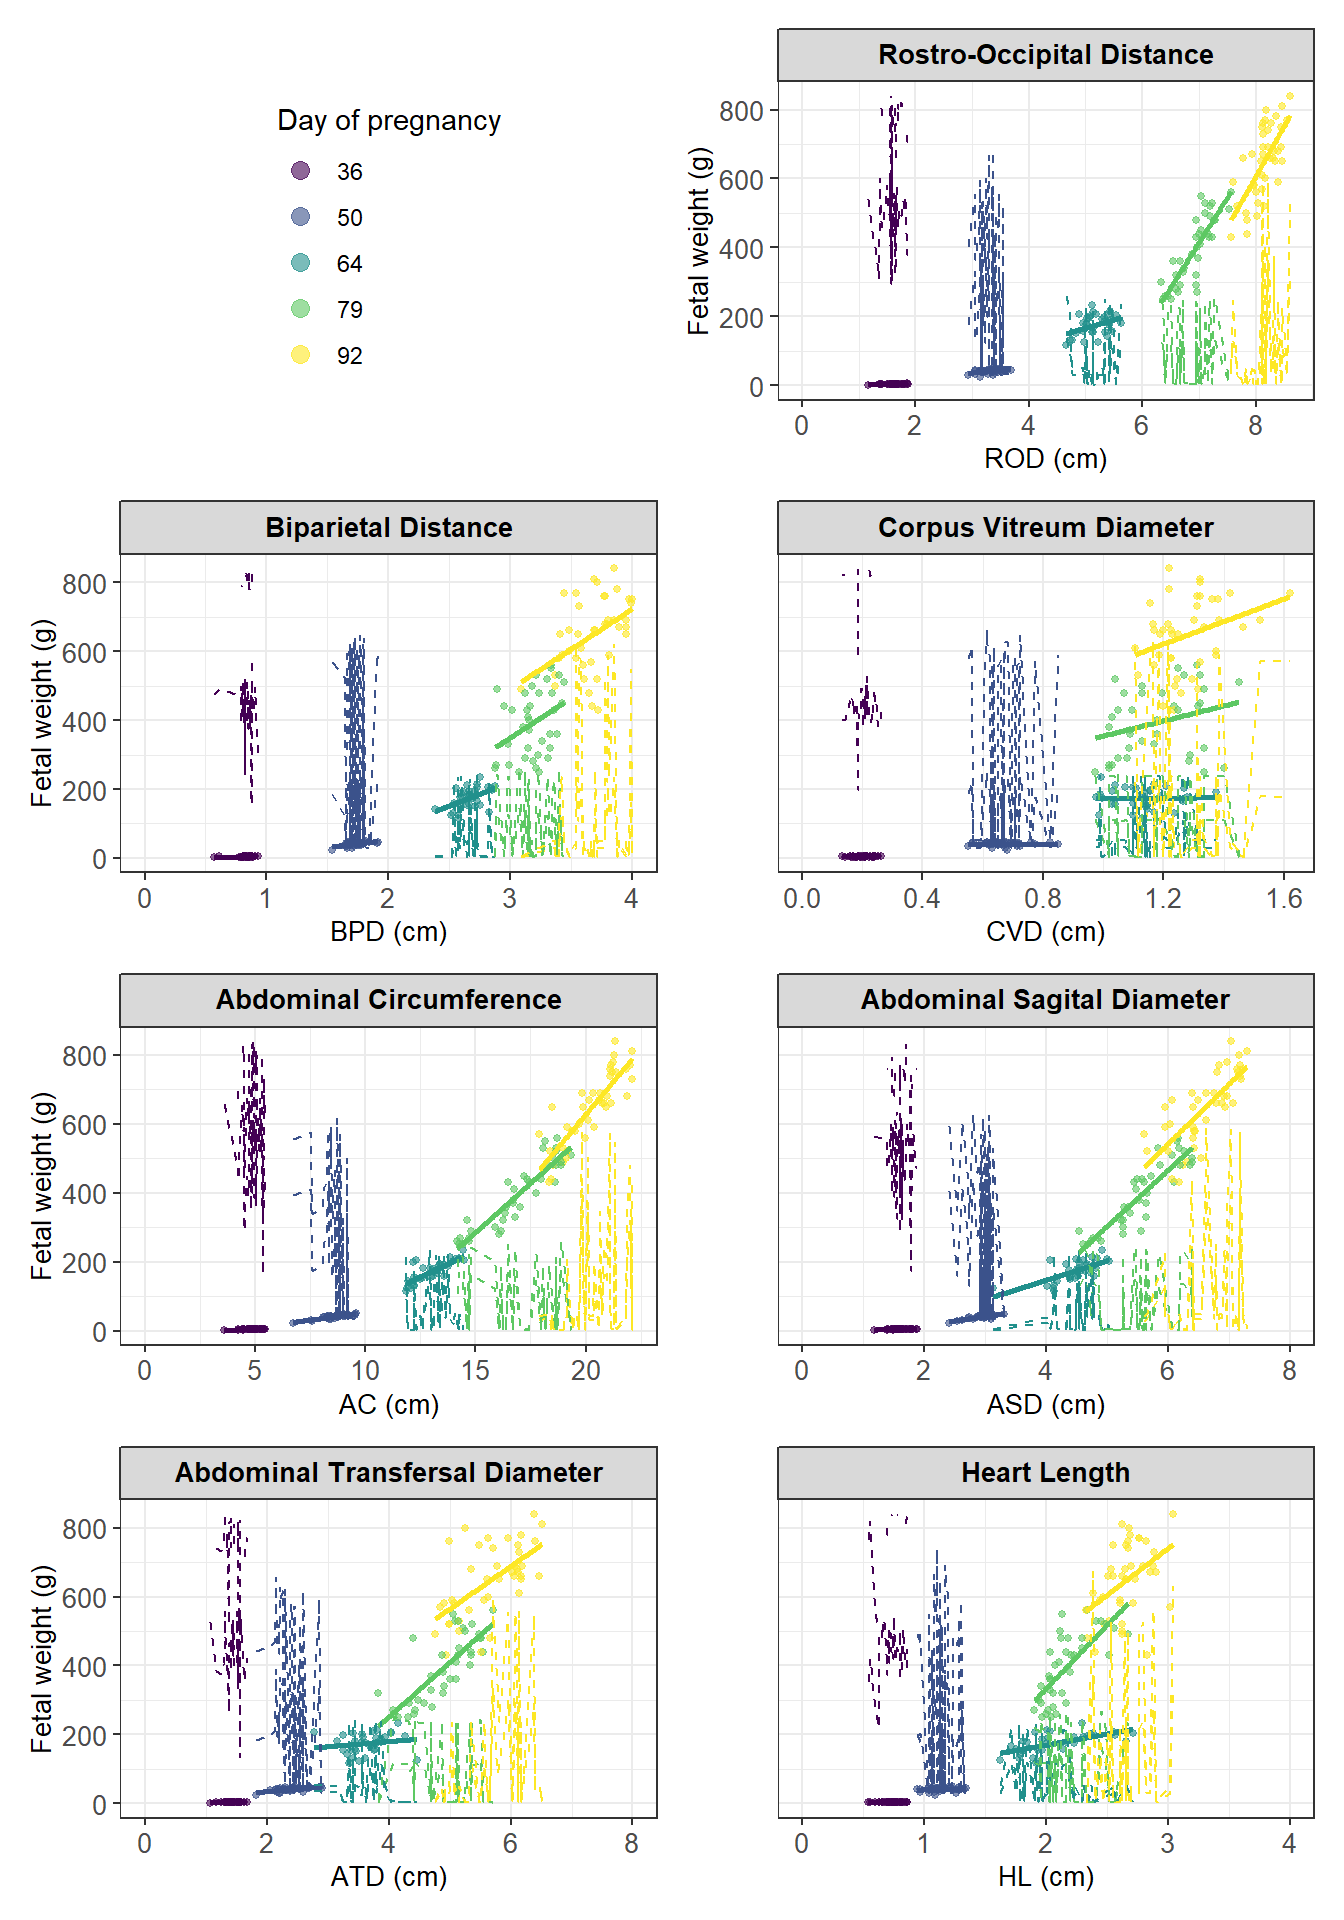 Rostro-Occipital Distance
Day of pregnancy
36
50
64
79
92
Fetal weight (g)
800
600
400
200
0
0 2 4 6 8
ROD (cm)
Biparietal Distance
Fetal weight (g)
800
600
400
200
0
0 1 2 3 4
BPD (cm)
Corpus Vitreum Diameter
0.0 0.4 0.8 1.2 1.6
CVD (cm)
Abdominal Circumference
Fetal weight (g)
800
600
400
200
0
0 5 10 15 20
AC (cm)
Abdominal Sagital Diameter
0 2 4 6 8
ASD (cm)
Abdominal Transfersal Diameter
Fetal weight (g)
800
600
400
200
0
0 2 4 6 8
ATD (cm)
Heart Length
0 1 2 3 4
HL (cm)